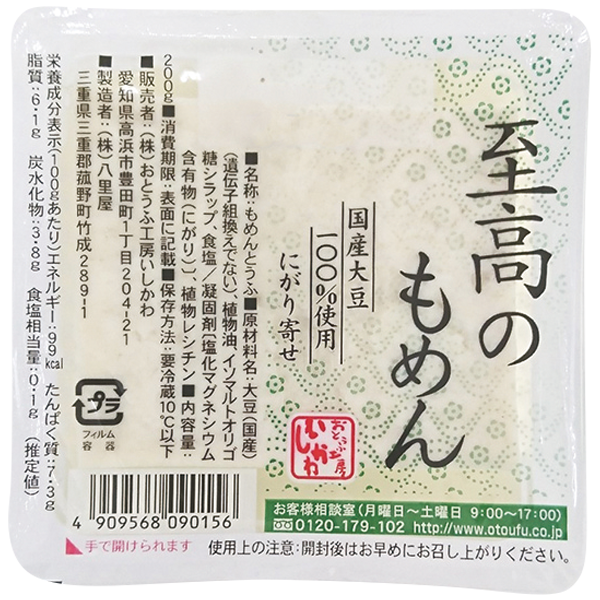 至高のもめん
国産大豆
一〇〇%使用
にがり寄せ
おとうふ工房
いしかわ
■名称:もめんとうふ■原材料名:大豆(国産)
(遺伝子組換えでない)、植物油、イソマルトオリゴ
糖シラップ、食塩/凝固剤[塩化マグネシウム
含有物(にがり)]、植物レシチン■内容量:
200g■消費期限:表面に記載■保存方法:要冷蔵10℃以下
■販売者:(株)おとうふ工房いしかわ
愛知県高浜市豊田町1丁目204-21
■製造者:(株)八里屋
三重県三重郡菰野町竹成2891-1
栄養成分表示(100gあたり)エネルギー:99kcal たんぱく質:7.3g
脂質:6.1g 炭水化物:3.8g 食塩相当量:0.1g (推定値)
プラ
フィルム
容器
4 909568 090156
お客様相談室(月曜日～土曜日 9:00～17:00)
0120-179-102 http://www.otoufu.co.jp
手で開けられます
使用上の注意:開封後はお早めにお召し上がりください。